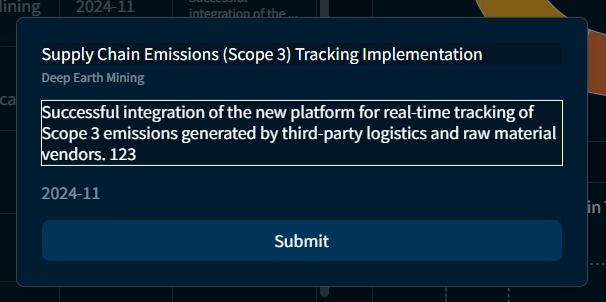 lining
2024-11
Successful
integration of the ...
Supply Chain Emissions (Scope 3) Tracking Implementation
Deep Earth Mining
Successful integration of the new platform for real-time tracking of
Scope 3 emissions generated by third-party logistics and raw material
vendors. 123
2024-11
Submit
ca
in